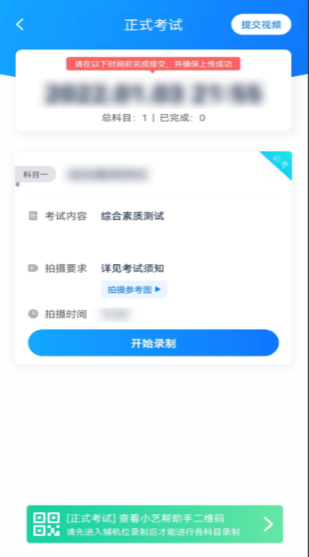 正式考试
提交视频
请在以下时间前完成提交，并确保上传成功
总科目：1 | 已完成：0
必考
科目一
考试内容 综合素质测试
拍摄要求 详见考试须知
拍摄参考图
拍摄时间
开始录制
[正式考试] 查看小艺帮助手二维码
请先进入辅机位录制后才能进行各科目录制